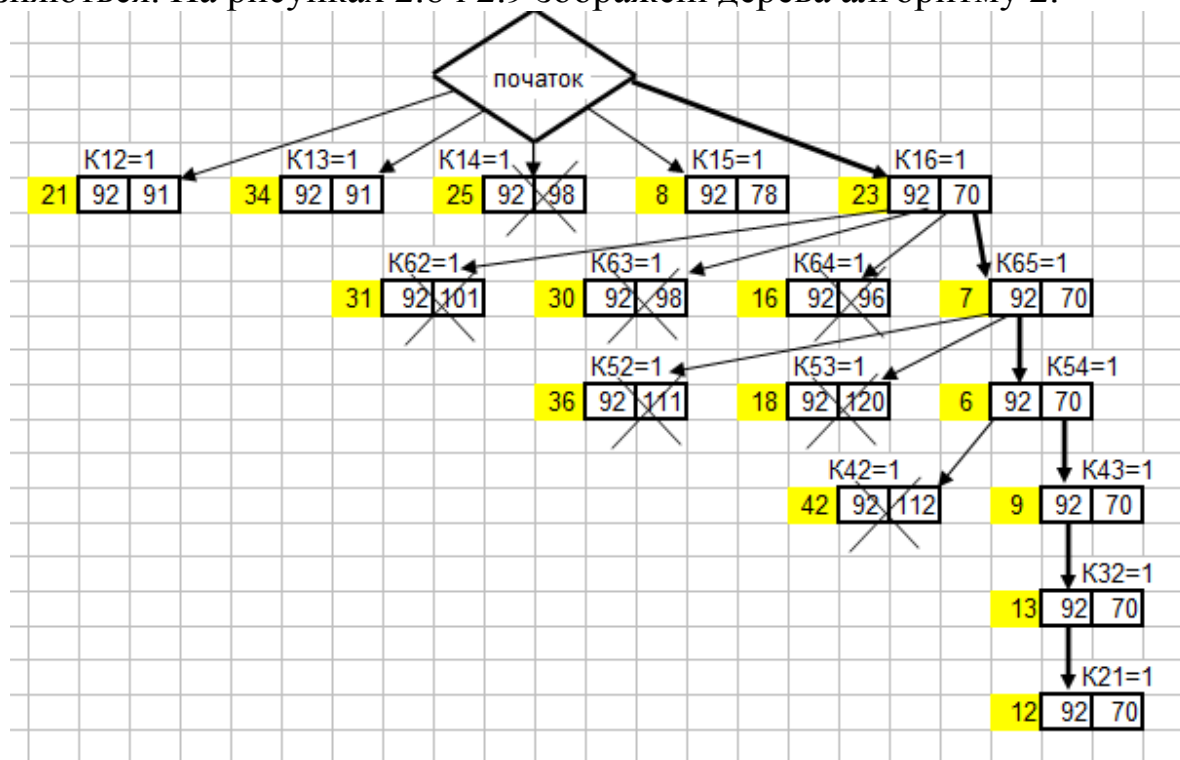 На рисунках 2.8 і 2.9 зображені дерева алгоритму 2.
початок
К12=1 К13=1 К14=1 К15=1 К16=1
21 92 91 34 92 91 25 92 98 8 92 78 23 92 70
К62=1 К63=1 К64=1 К65=1
31 92 101 30 92 98 16 92 96 7 92 70
К52=1 К53=1 К54=1
36 92 111 18 92 120 6 92 70
К42=1 К43=1
42 92 112 9 92 70
К32=1
13 92 70
К21=1
12 92 70